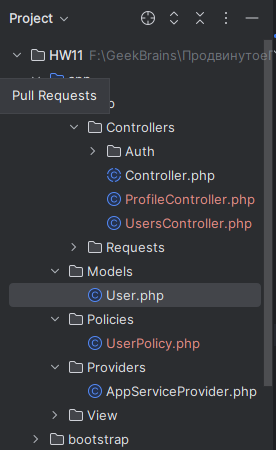 Project
HW11 F:\GeekBrains\Продвинутое
app
Pull Requests
Controllers
Auth
Controller.php
ProfileController.php
UsersController.php
Requests
Models
User.php
Policies
UserPolicy.php
Providers
AppServiceProvider.php
View
bootstrap